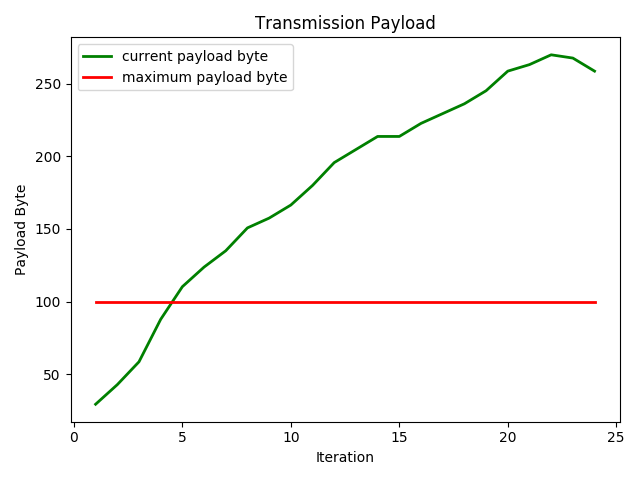 Transmission Payload
current payload byte
maximum payload byte
250
200
150
100
50
Payload Byte
0 5 10 15 20 25
Iteration